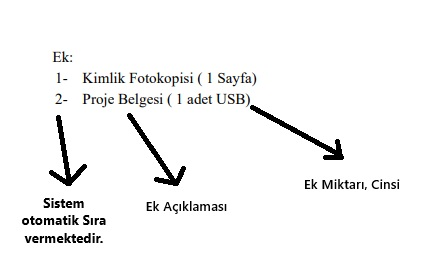 Ek:
1- Kimlik Fotokopisi ( 1 Sayfa)
2- Proje Belgesi ( 1 adet USB)
Ek Miktarı, Cinsi
Ek Açıklaması
Sistem
otomatik Sıra
vermektedir.